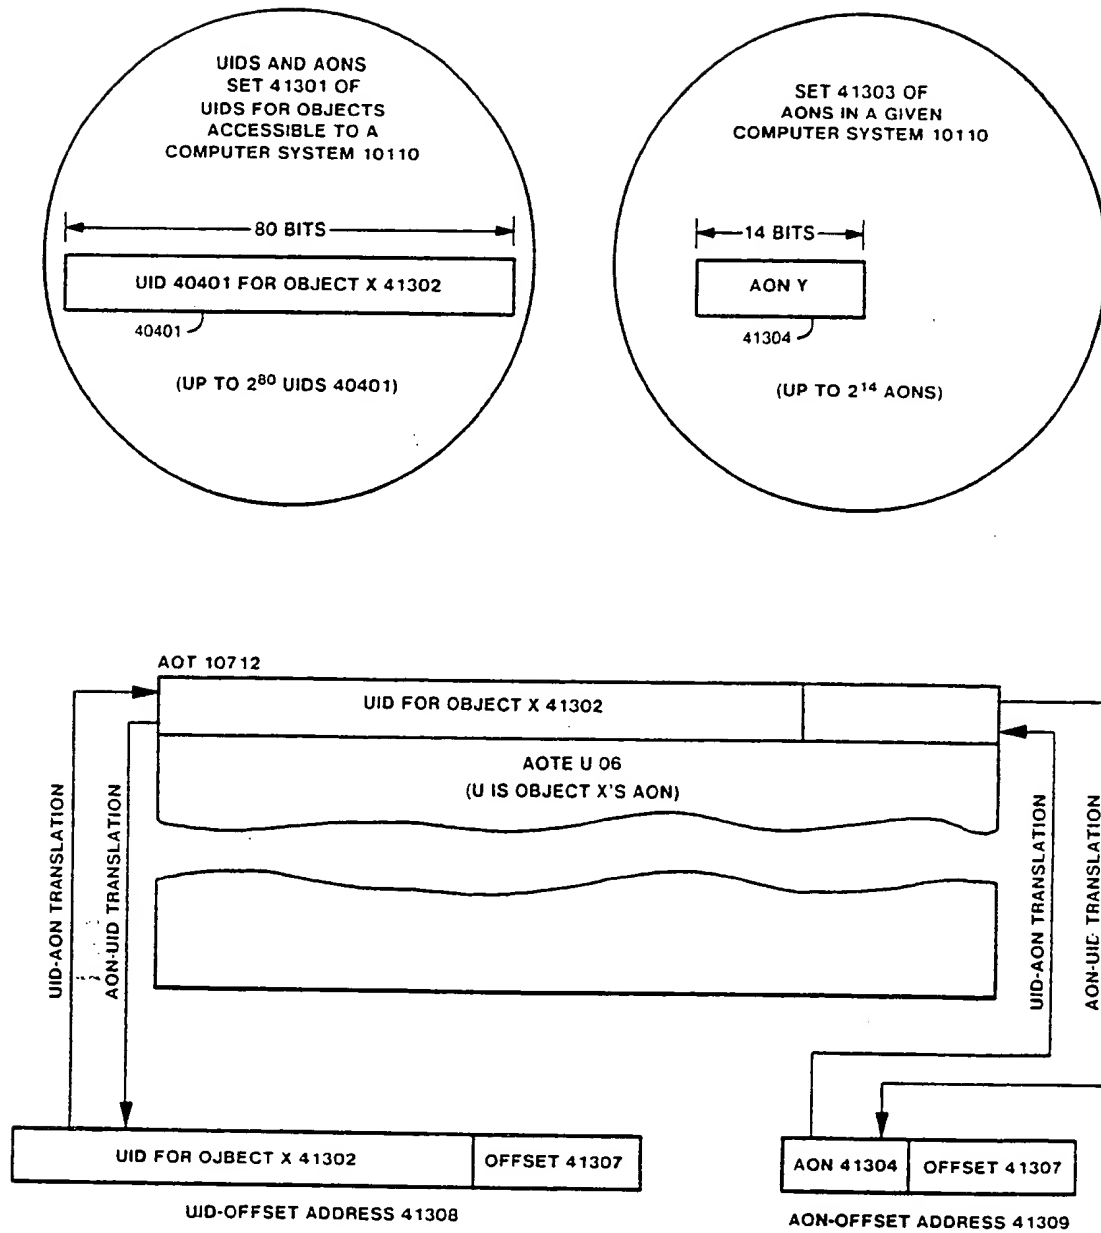 UIDS AND AONS
SET 41301 OF
UIDS FOR OBJECTS
ACCESSIBLE TO A
COMPUTER SYSTEM 10110
80 BITS
UID 40401 FOR OBJECT X 41302
40401
(UP TO 2⁸⁰ UIDS 40401)
SET 41303 OF
AONS IN A GIVEN
COMPUTER SYSTEM 10110
14 BITS
AON Y
41304
(UP TO 2¹⁴ AONS)
AOT 10712
UID FOR OBJECT X 41302
AOTE U 06
(U IS OBJECT X'S AON)
UID-AON TRANSLATION
AON-UID TRANSLATION
UID-AON TRANSLATION
AON-UID TRANSLATION
UID FOR OJBECT X 41302
OFFSET 41307
UID-OFFSET ADDRESS 41308
AON 41304
OFFSET 41307
AON-OFFSET ADDRESS 41309